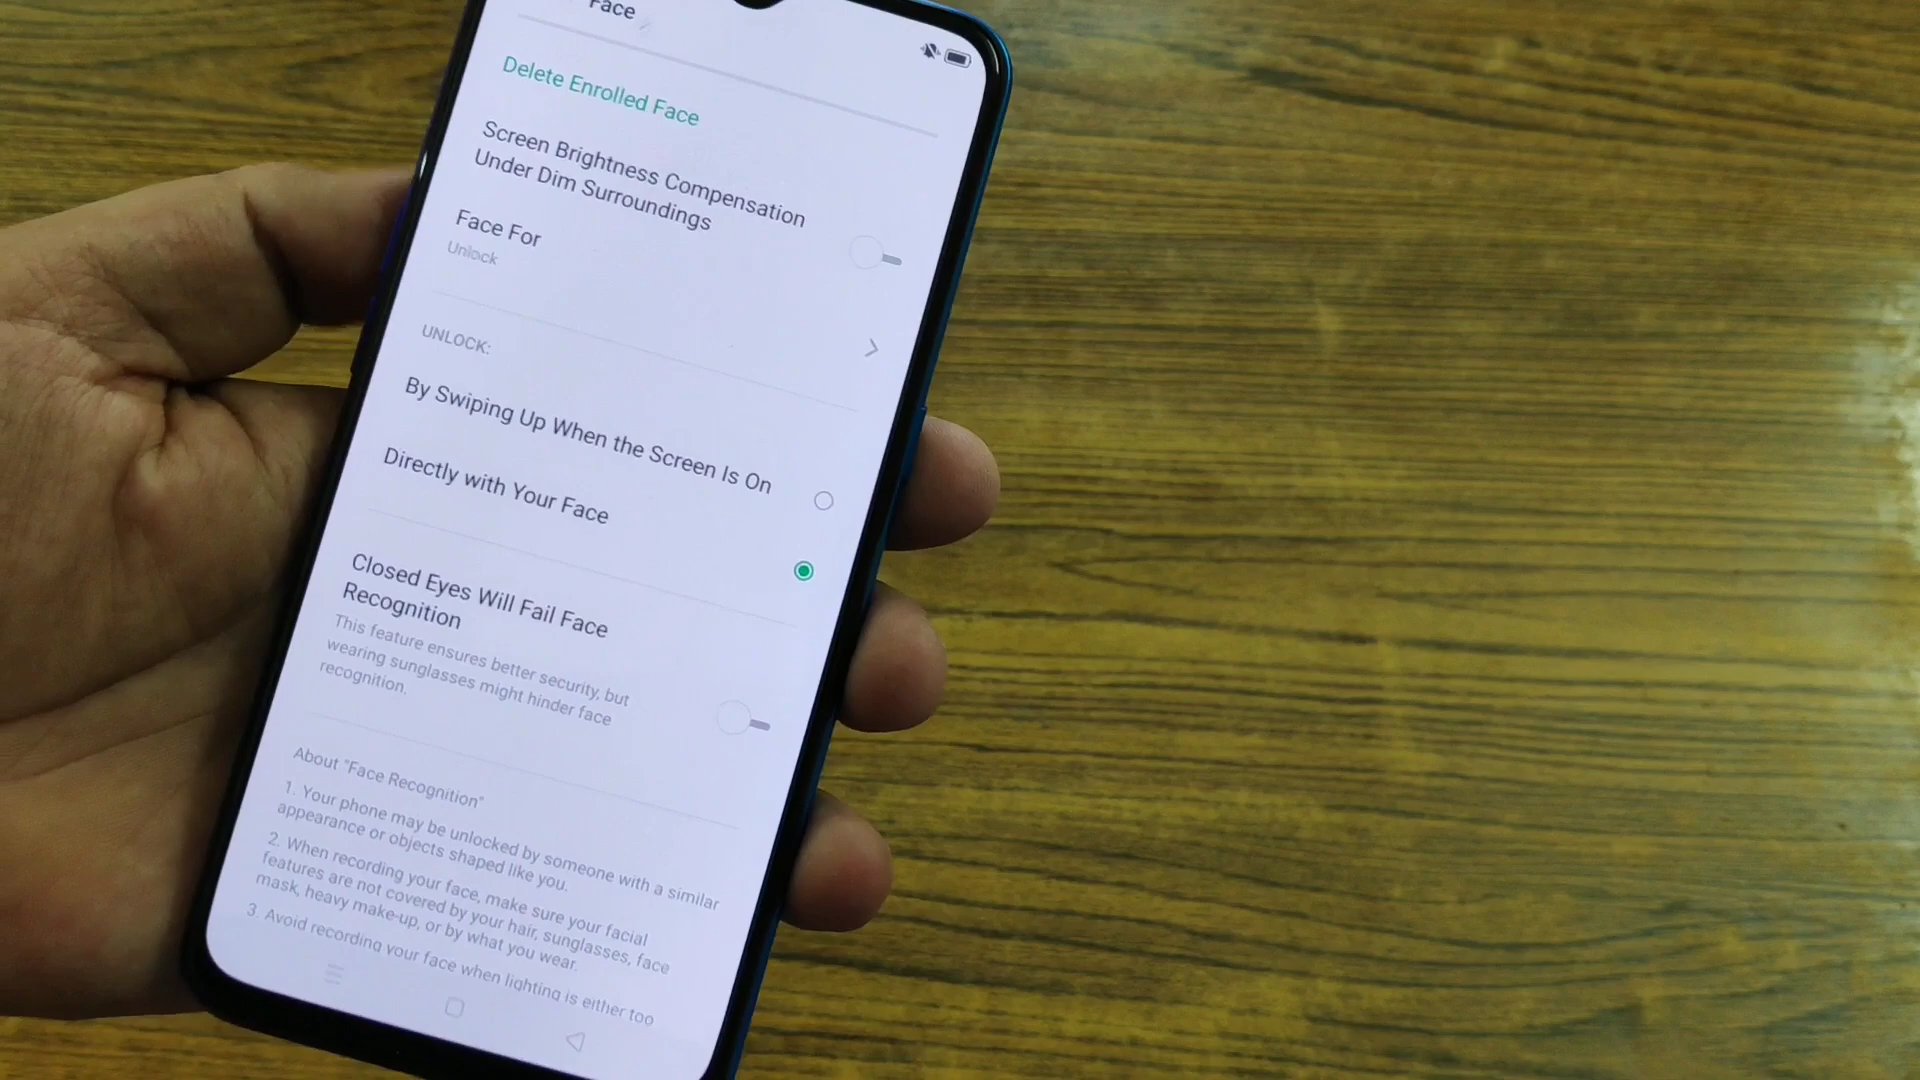 Face
Delete Enrolled Face
Screen Brightness Compensation
Under Dim Surroundings
Face For
Unlock
UNLOCK:
By Swiping Up When the Screen Is On
Directly with Your Face
Closed Eyes Will Fail Face
Recognition
This feature ensures better security, but
wearing sunglasses might hinder face
recognition.
About "Face Recognition"
1. Your phone may be unlocked by someone with a similar
appearance or objects shaped like you.
2. When recording your face, make sure your facial
features are not covered by your hair, sunglasses, face
mask, heavy make-up, or by what you wear.
3. Avoid recording your face when lighting is either too